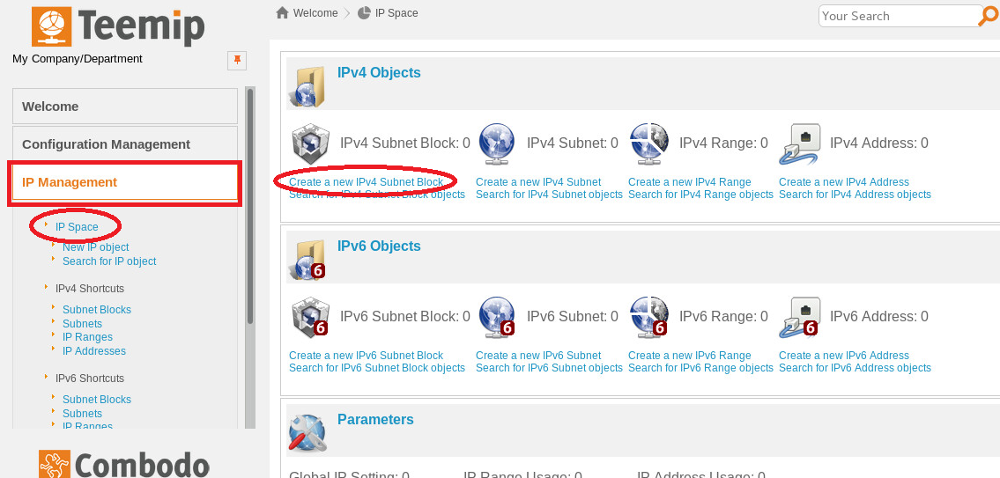 Teemip
My Company/Department
Welcome
Configuration Management
IP Management
IP Space
New IP object
Search for IP object
IPv4 Shortcuts
Subnet Blocks
Subnets
IP Ranges
IP Addresses
IPv6 Shortcuts
Subnet Blocks
Subnets
IP Ranges
Combodo
Welcome IP Space
Your Search
IPv4 Objects
IPv4 Subnet Block: 0 IPv4 Subnet: 0 IPv4 Range: 0 IPv4 Address: 0
Create a new IPv4 Subnet Block Create a new IPv4 Subnet Create a new IPv4 Range Create a new IPv4 Address
Search for IPv4 Subnet Block objects Search for IPv4 Subnet objects Search for IPv4 Range objects Search for IPv4 Address objects
IPv6 Objects
6
IPv6 Subnet Block: 0 IPv6 Subnet: 0 IPv6 Range: 0 IPv6 Address: 0
6 6 6 6
Create a new IPv6 Subnet Block Create a new IPv6 Subnet Create a new IPv6 Range Create a new IPv6 Address
Search for IPv6 Subnet Block objects Search for IPv6 Subnet objects Search for IPv6 Range objects Search for IPv6 Address objects
Parameters
Global IP Setting: 0 IP Range Usage: 0 IP Address Usage: 0